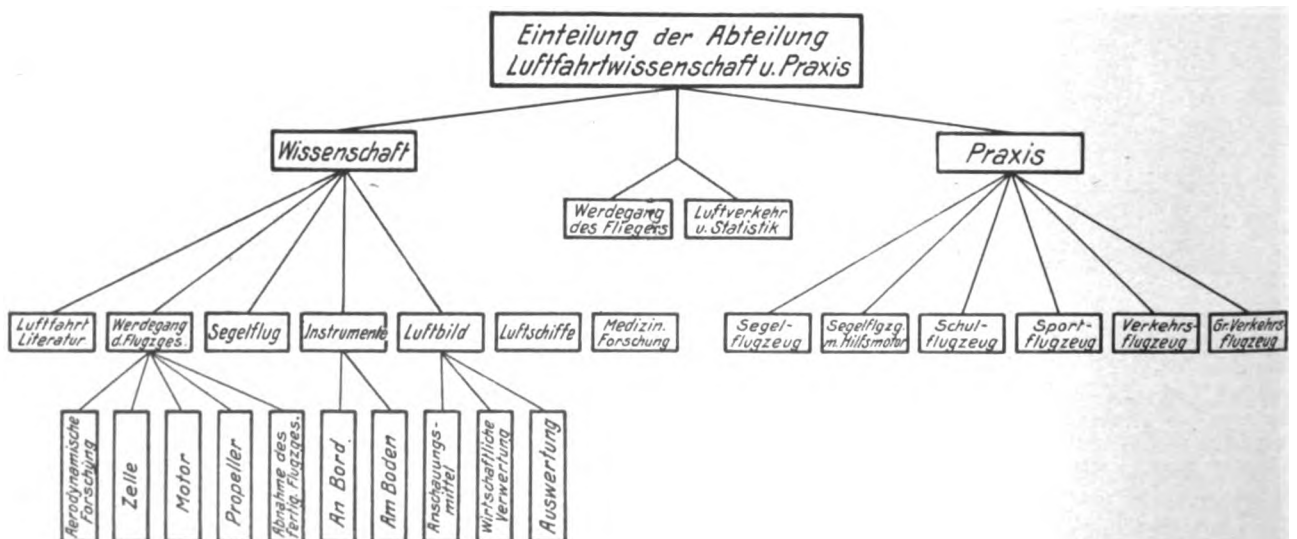 Einteilung der Abteilung
Luftfahrtwissenschaft u. Praxis
Wissenschaft
Praxis
Werdegang
des Fliegers
Luftverkehr
u. Statistik
Luftfahrt
Literatur
Werdegang
d. Flugzges.
Segelflug
Instrumente
Luftbild
Luftschiffe
Medizin.
Forschung
Segel-
flugzeug
Segelflgzg.
m. Hilfsmotor
Schul-
flugzeug
Sport-
flugzeug
Verkehrs-
flugzeug
Gr. Verkehrs-
flugzeug
Aerodynamische
Forschung
Zelle
Motor
Propeller
Abnahme des
fertig. Flugzges.
An Bord
Am Boden
Anschauungs-
mittel
Wirtschaftliche
Verwertung
Auswertung